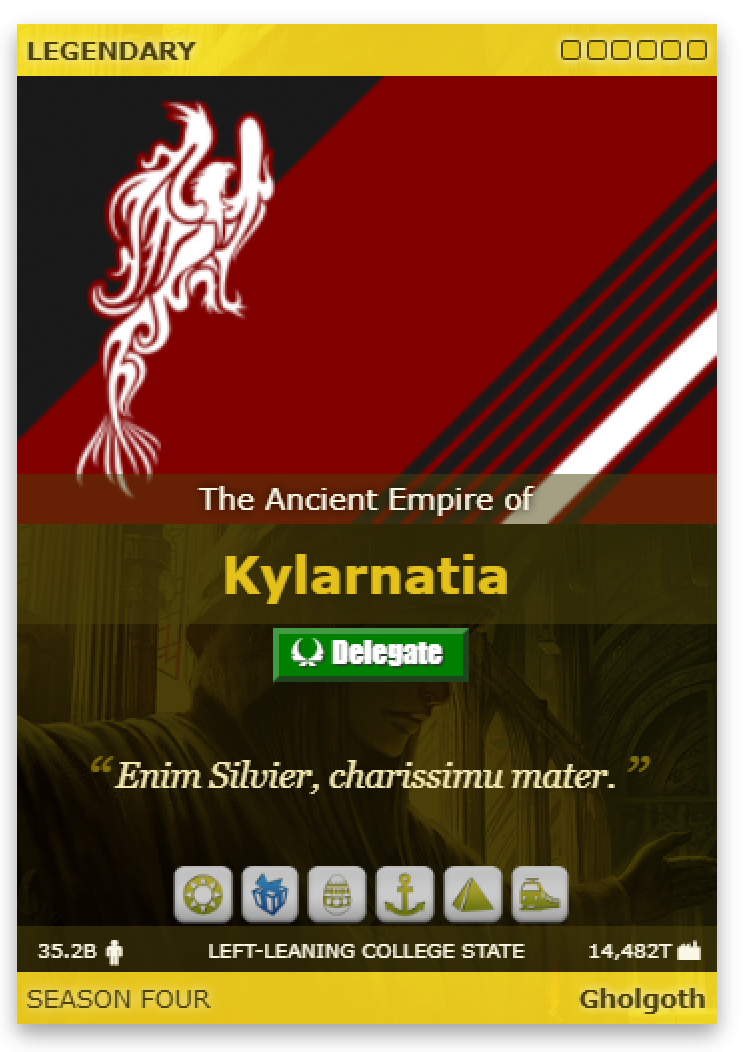 LEGENDARY
The Ancient Empire of
Kylarnatia
Delegate
“Enim Silvier, charissimu mater. ”
35.2B LEFT-LEANING COLLEGE STATE 14,482T
SEASON FOUR Gholgoth